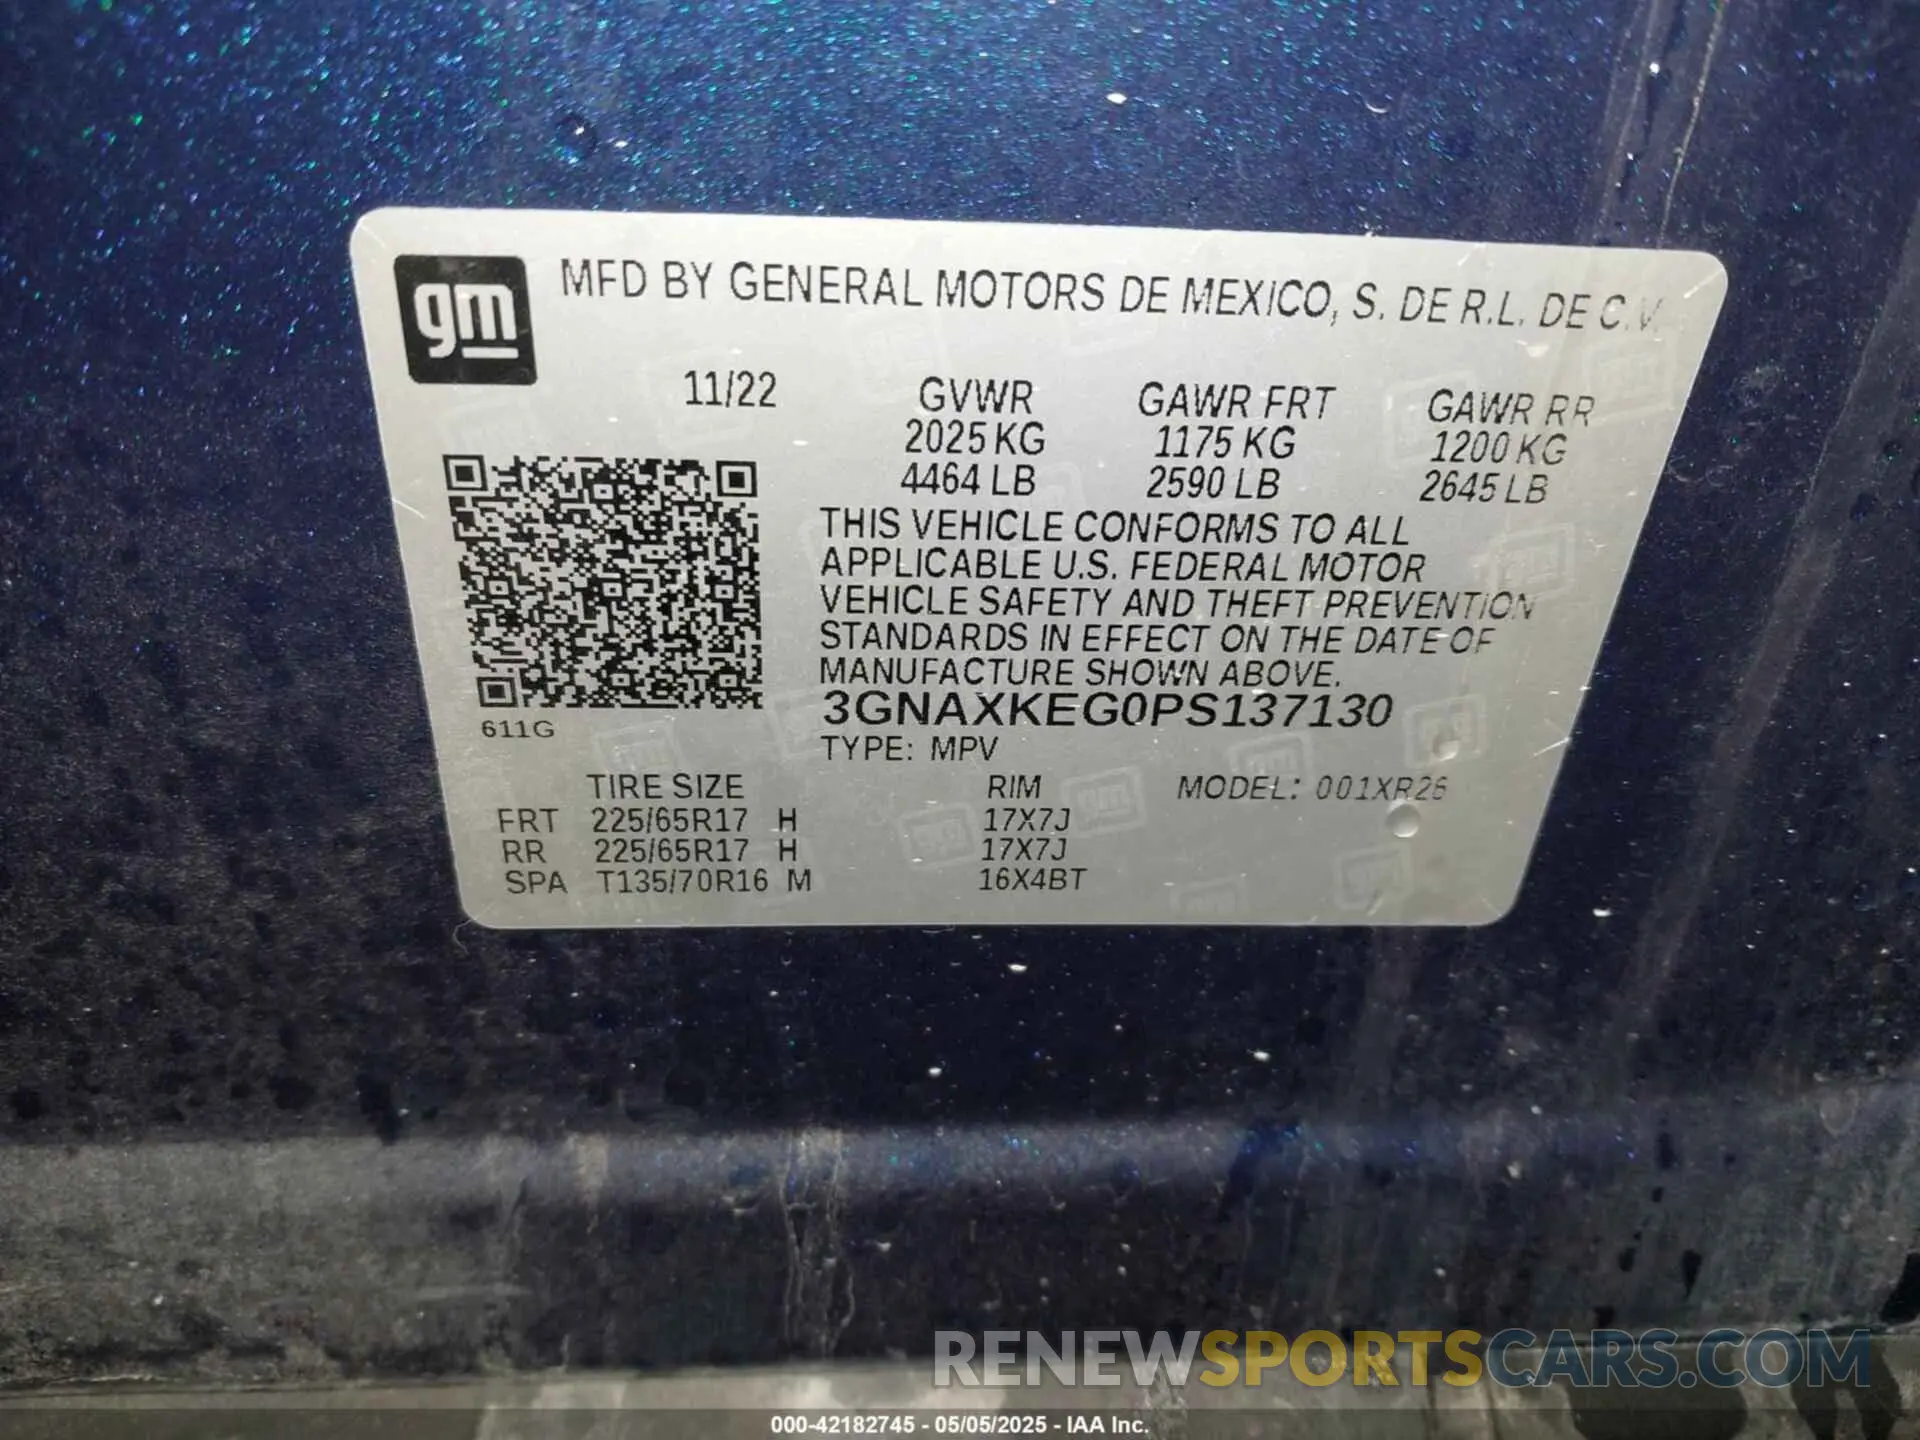 gm
MFD BY GENERAL MOTORS DE MEXICO, S. DE R.L. DE C.V.
11/22 GVWR GAWR FRT GAWR RR
2025 KG 1175 KG 1200 KG
4464 LB 2590 LB 2645 LB
THIS VEHICLE CONFORMS TO ALL
APPLICABLE U.S. FEDERAL MOTOR
VEHICLE SAFETY AND THEFT PREVENTION
STANDARDS IN EFFECT ON THE DATE OF
MANUFACTURE SHOWN ABOVE.
3GNAXKEG0PS137130
611G
TYPE: MPV
TIRE SIZE RIM MODEL: 001XR26
FRT 225/65R17 H 17X7J
RR 225/65R17 H 17X7J
SPA T135/70R16 M 16X4BT
RENEWSPORTSCARS.COM
000-42182745 - 05/05/2025 - IAA Inc.